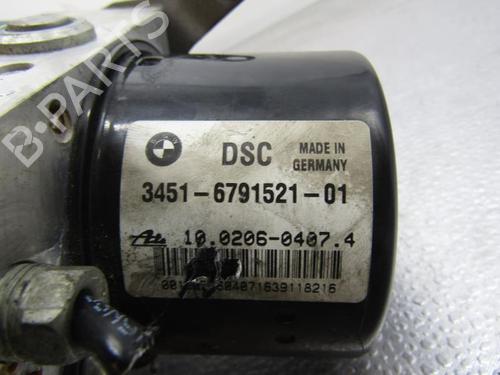 B-PARTS
DSC MADE IN
GERMANY
3451-6791521-01
10.0206-0407.4